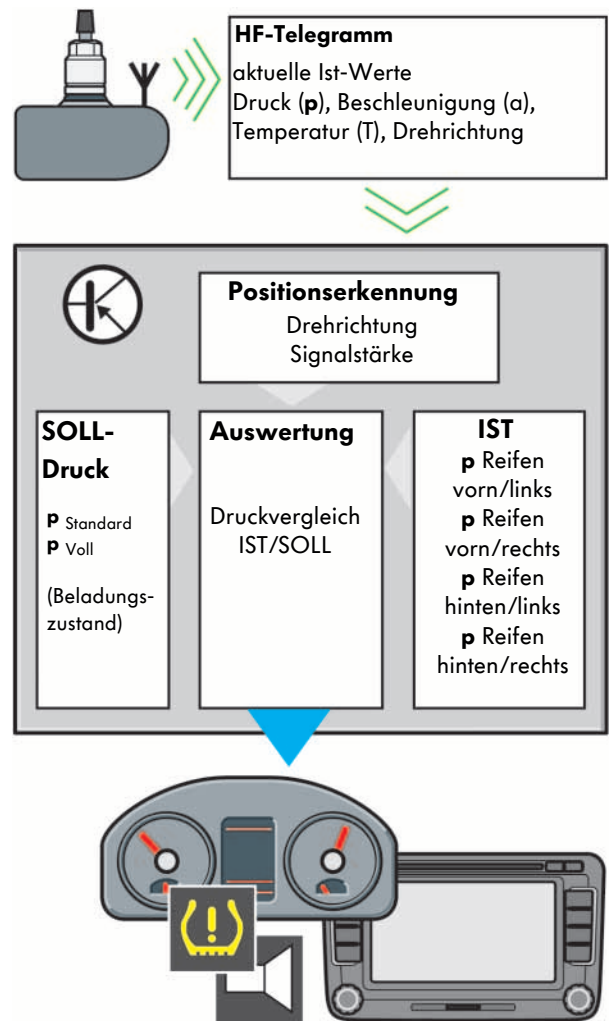 HF-Telegramm
aktuelle Ist-Werte
Druck (p), Beschleunigung (a),
Temperatur (T), Drehrichtung
Positionserkennung
Drehrichtung
Signalstärke
SOLL-
Druck
p Standard
p Voll
(Beladungs-
zustand)
Auswertung
Druckvergleich
IST/SOLL
IST
p Reifen
vorn/links
p Reifen
vorn/rechts
p Reifen
hinten/links
p Reifen
hinten/rechts